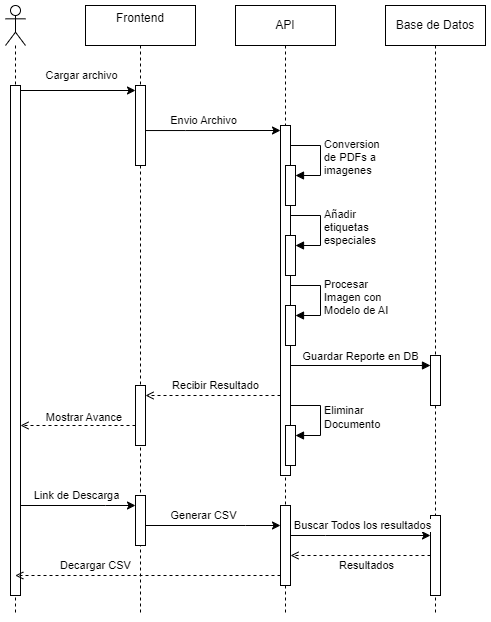 Frontend
API
Base de Datos
Cargar archivo
Envio Archivo
Conversion
de PDFs a
imagenes
Añadir
etiquetas
especiales
Procesar
Imagen con
Modelo de AI
Guardar Reporte en DB
Recibir Resultado
Mostrar Avance
Eliminar
Documento
Link de Descarga
Generar CSV
Buscar Todos los resultados
Resultados
Decargar CSV